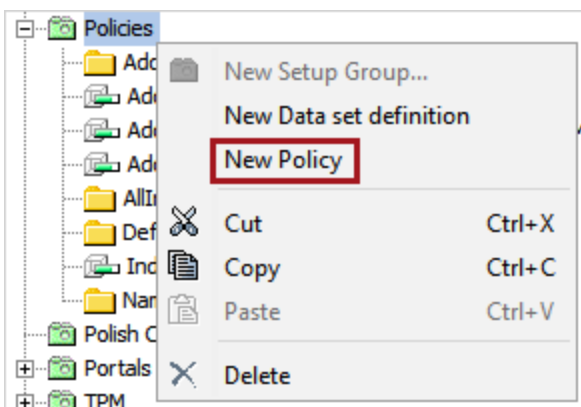 Policies
New Setup Group...
New Data set definition
New Policy
Cut Ctrl+X
Copy Ctrl+C
Paste Ctrl+V
Polish
Portals
Delete
TPM